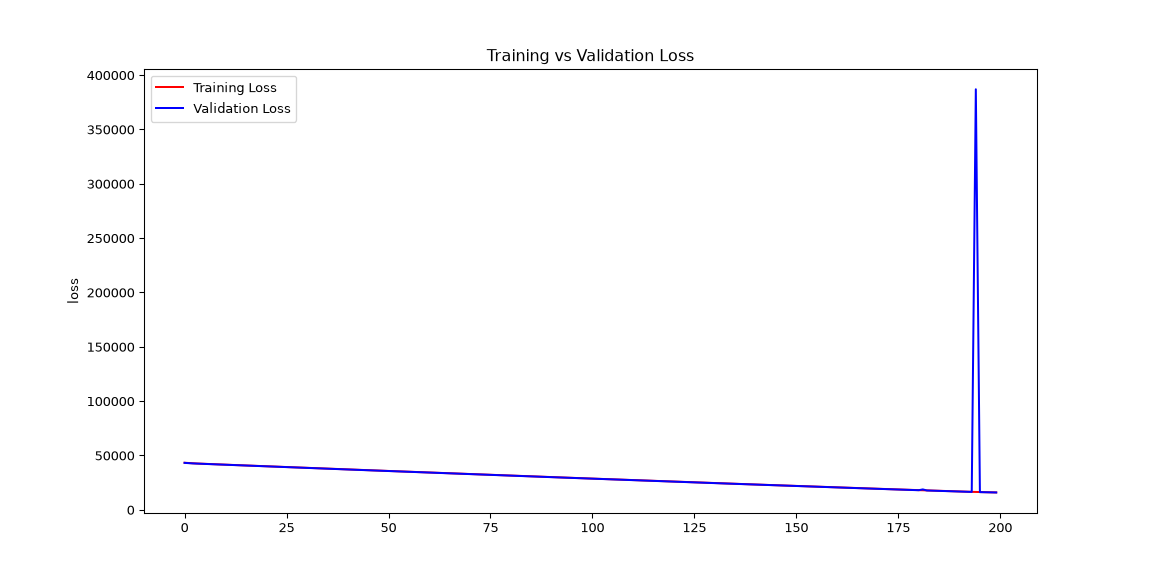 Training vs Validation Loss
Training Loss
Validation Loss
loss
400000
350000
300000
250000
200000
150000
100000
50000
0
0 25 50 75 100 125 150 175 200